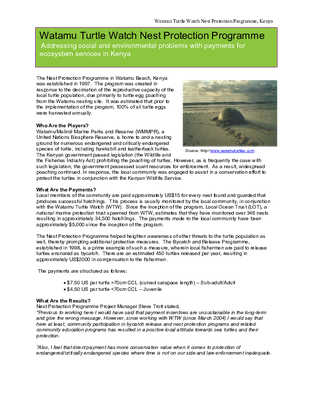 Watamu Turtle Watch Nest Protection Programme, Kenya
Watamu Turtle Watch Nest Protection Programme
Addressing social and environmental problems with payments for
ecosystem services in Kenya
The Nest Protection Programme in Watamu Beach, Kenya
was established in 1997. The program was created in
response to the decimation of the reproductive capacity of the
local turtle population, due primarily to turtle egg poaching
from the Watamu nesting site. It was estimated that prior to
implementation of the program, 100% of all turtle eggs
were harvested annually.
Who Are the Players?
Watamu/Malindi Marine Parks and Reserve (WMMPR), a
United Nations Biosphere Reserve, is home to and a nesting
ground for numerous endangered and critically endangered
species of turtle, including hawksbill and leatherback turtles.
Source: http://www.watamuturtles.com
The Kenyan government passed legislation (the Wildlife and
the Fisheries Industry Act) prohibiting the poaching of turtles. However, as is frequently the case with
such legislation, the government possessed scant resources for enforcement. As a result, widespread
poaching continued. In response, the local community was engaged to assist in a conservation effort to
protect the turtles in conjunction with the Kenyan Wildlife Service.
What Are the Payments?
Local members of the community are paid approximately US$15 for every nest found and guarded that
produces successful hatchings. This process is usually monitored by the local community, in conjunction
with the Watamu Turtle Watch (WTW). Since the inception of the program, Local Ocean Trust (LOT), a
national marine protection trust spawned from WTW, estimates that they have monitored over 346 nests
resulting in approximately 34,500 hatchlings. The payments made to the local community have been
approximately $5,000 since the inception of the program.
The Nest Protection Programme helped heighten awareness of other threats to the turtle population as
well, thereby prompting additional protective measures. The Bycatch and Release Programme,
established in 1998, is a prime example of such a measure, wherein local fishermen are paid to release
turtles ensnared as bycatch. There are an estimated 450 turtles released per year, resulting in
approximately US$2000 in compensation to the fishermen.
The payments are structured as follows:
• $7.50 US per turtle >70cm CCL (curved carapace length) – Sub-adult/Adult
• $4.50 US per turtle <70cm CCL – Juvenile
What Are the Results?
Nest Protection Programme Project Manager Steve Trott stated,
"Previous to working here I would have said that payment incentives are unsustainable in the long-term
and give the wrong message. However, since working with WTW (since March 2004) I would say that
here at least, community participation in bycatch release and nest protection programs and related
community education programs has resulted in a positive local attitude towards sea turtles and their
protection.
"Also, I feel that direct payment has more conservation value when it comes to protection of
endangered/critically endangered species where time is not on our side and law enforcement inadequate.